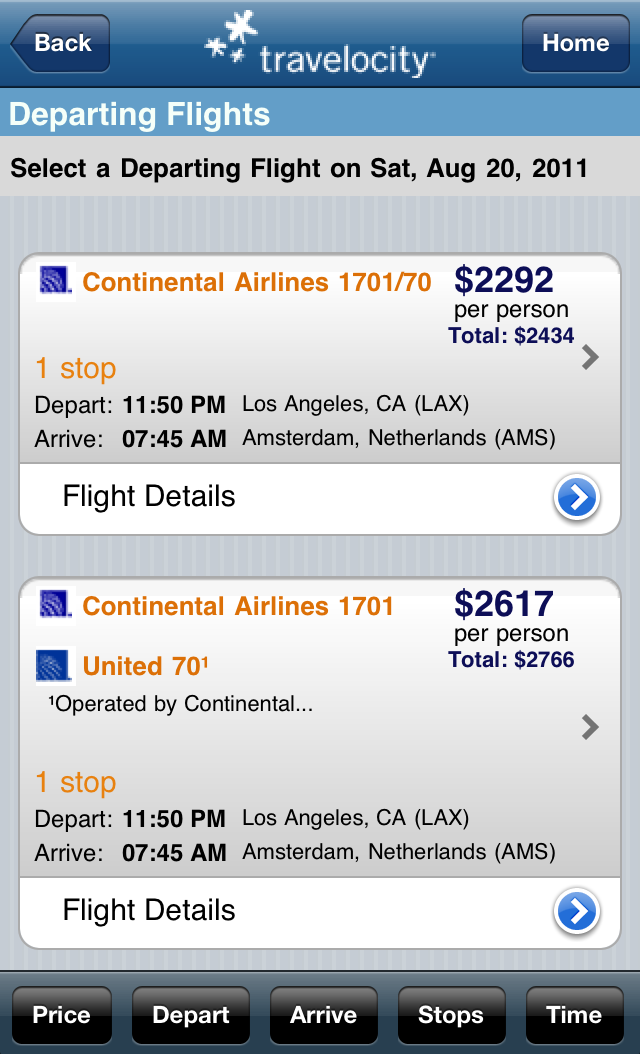 Back
travelocity
Home
Departing Flights
Select a Departing Flight on Sat, Aug 20, 2011
Continental Airlines 1701/70
$2292
per person
Total: $2434
1 stop
Depart: 11:50 PM Los Angeles, CA (LAX)
Arrive: 07:45 AM Amsterdam, Netherlands (AMS)
Flight Details
Continental Airlines 1701
$2617
per person
Total: $2766
United 70¹
¹Operated by Continental...
1 stop
Depart: 11:50 PM Los Angeles, CA (LAX)
Arrive: 07:45 AM Amsterdam, Netherlands (AMS)
Flight Details
Price Depart Arrive Stops Time